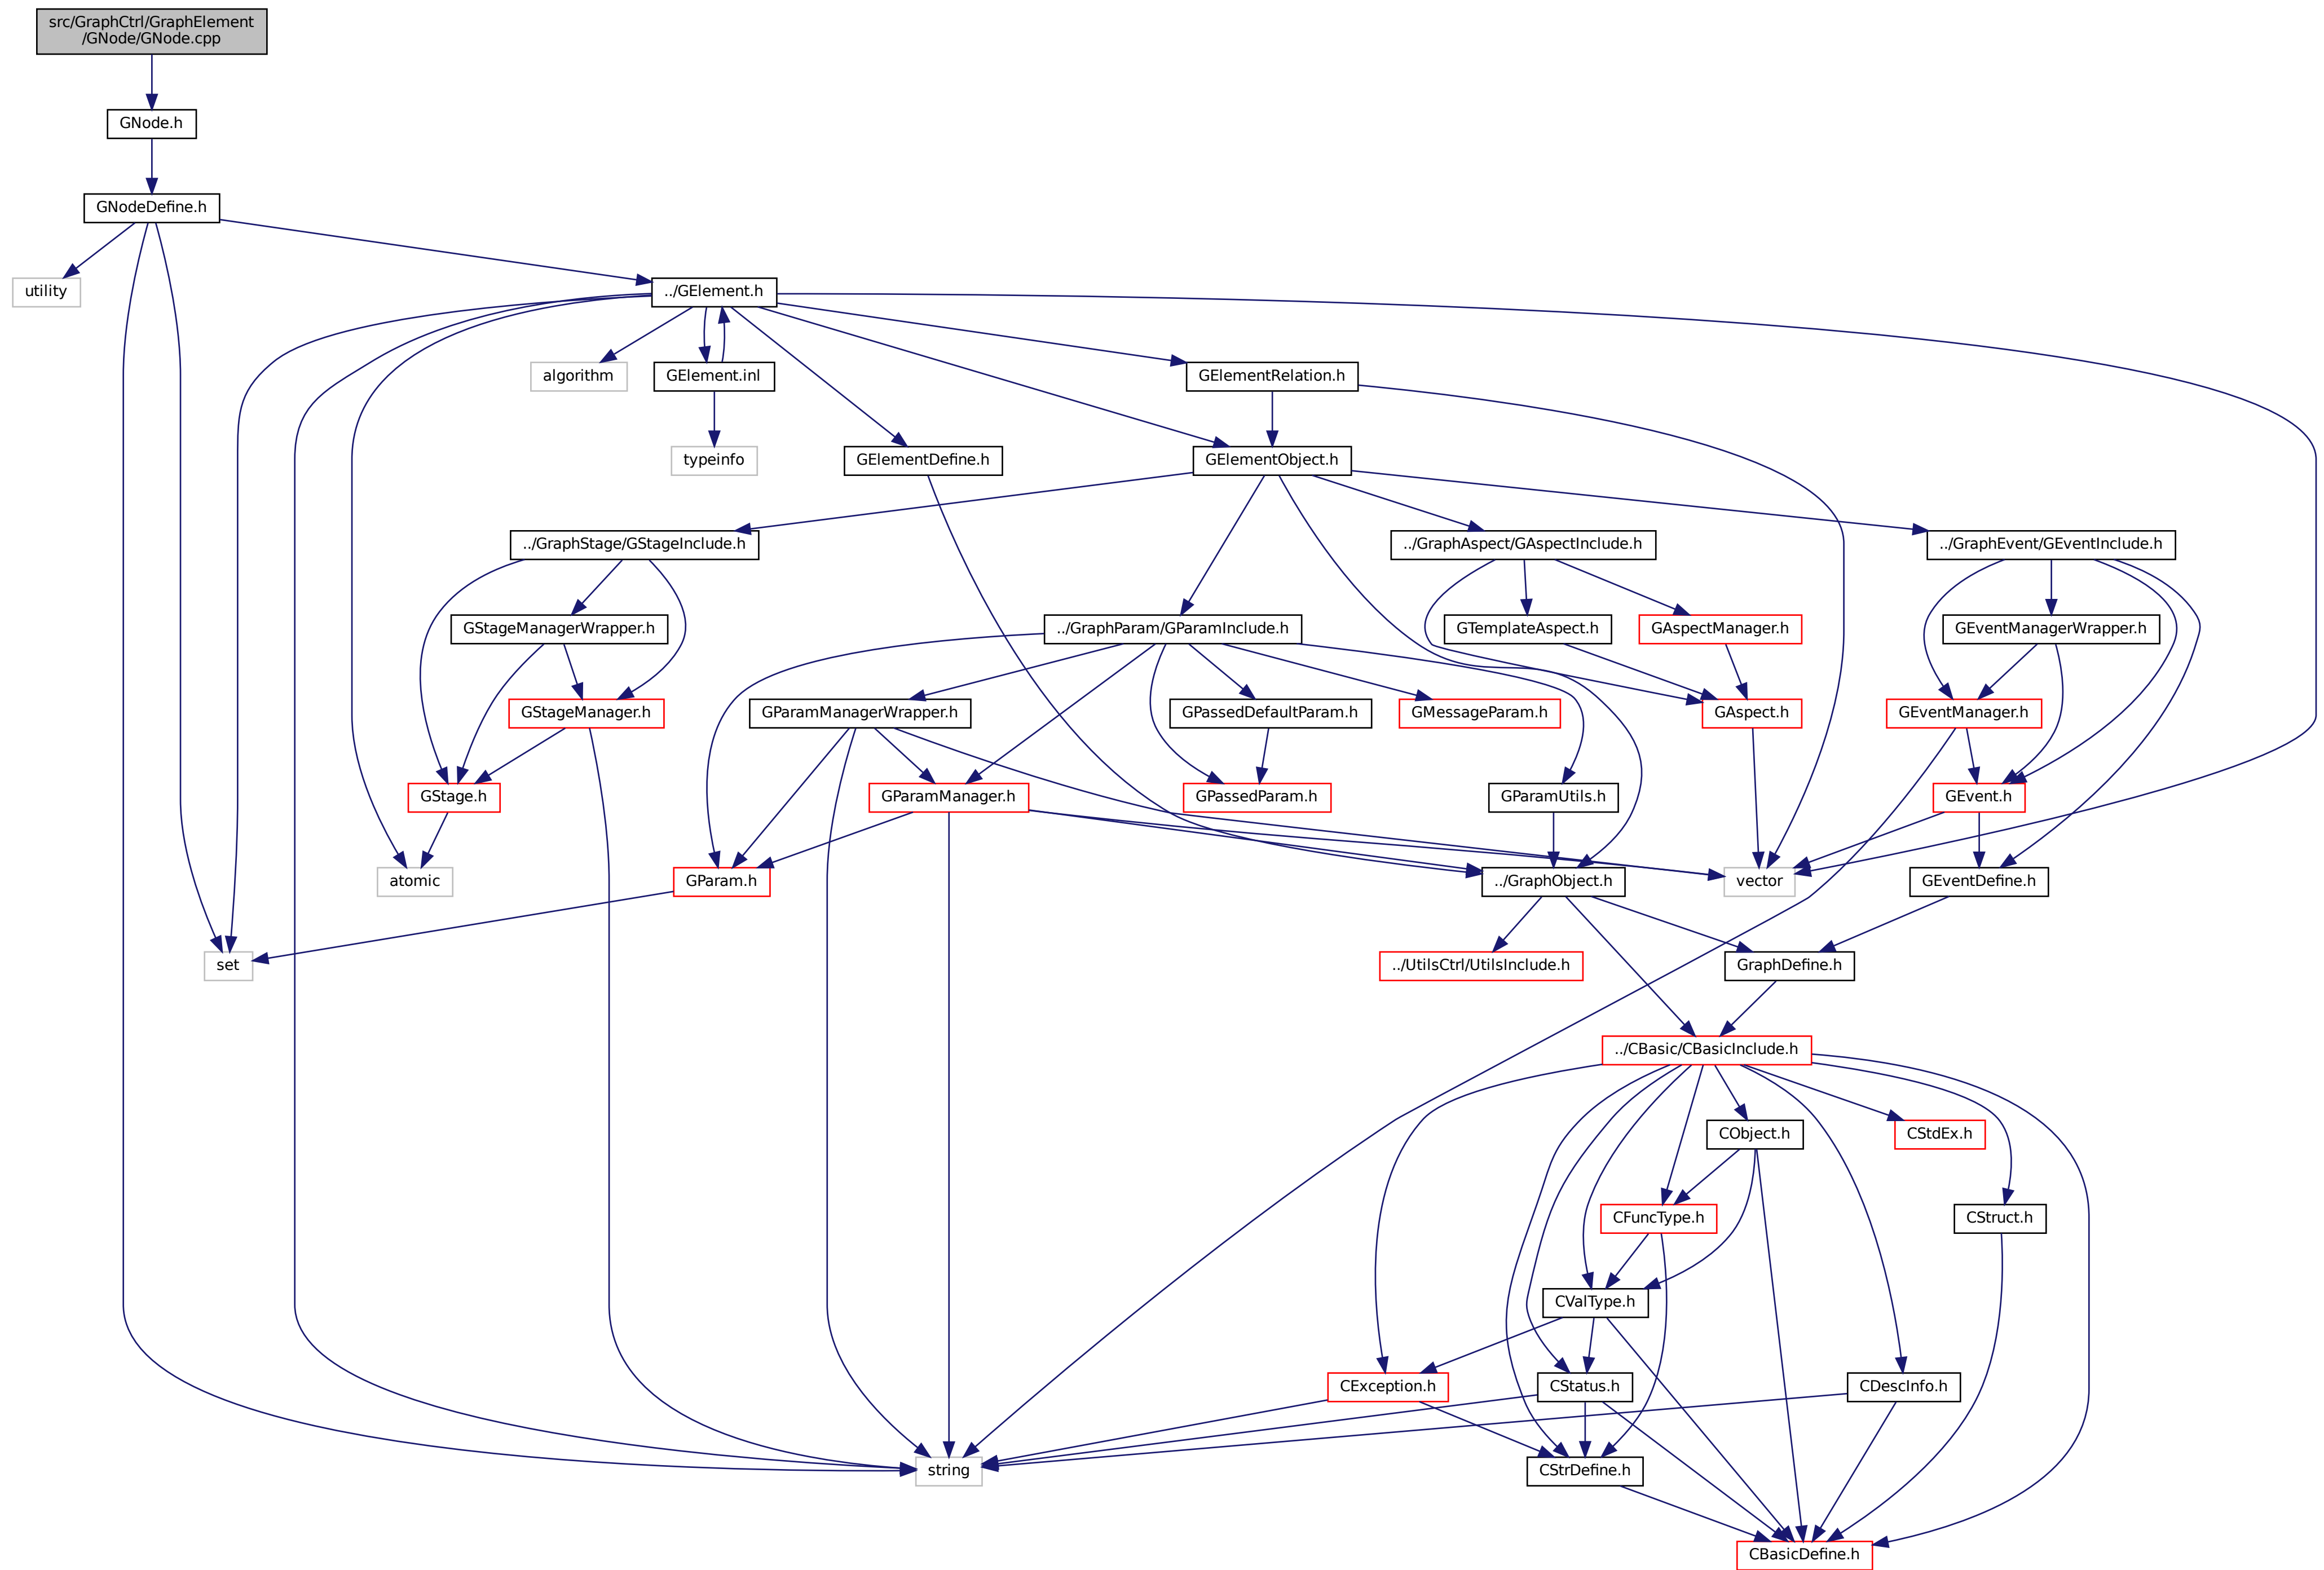 src/GraphCtrl/GraphElement
/GNode/GNode.cpp
GNode.h
GNodeDefine.h
utility
../GElement.h
algorithm
GElement.inl
GElementRelation.h
typeinfo
GElementDefine.h
GElementObject.h
../GraphStage/GStageInclude.h
../GraphAspect/GAspectInclude.h
../GraphEvent/GEventInclude.h
GStageManagerWrapper.h
../GraphParam/GParamInclude.h
GTemplateAspect.h
GAspectManager.h
GEventManagerWrapper.h
GStageManager.h
GParamManagerWrapper.h
GPassedDefaultParam.h
GMessageParam.h
GAspect.h
GEventManager.h
GStage.h
GParamManager.h
GPassedParam.h
GParamUtils.h
GEvent.h
atomic
GParam.h
../GraphObject.h
vector
GEventDefine.h
set
../UtilsCtrl/UtilsInclude.h
GraphDefine.h
../CBasic/CBasicInclude.h
CObject.h
CStdEx.h
CFuncType.h
CStruct.h
CValType.h
CException.h
CStatus.h
CDescInfo.h
string
CStrDefine.h
CBasicDefine.h